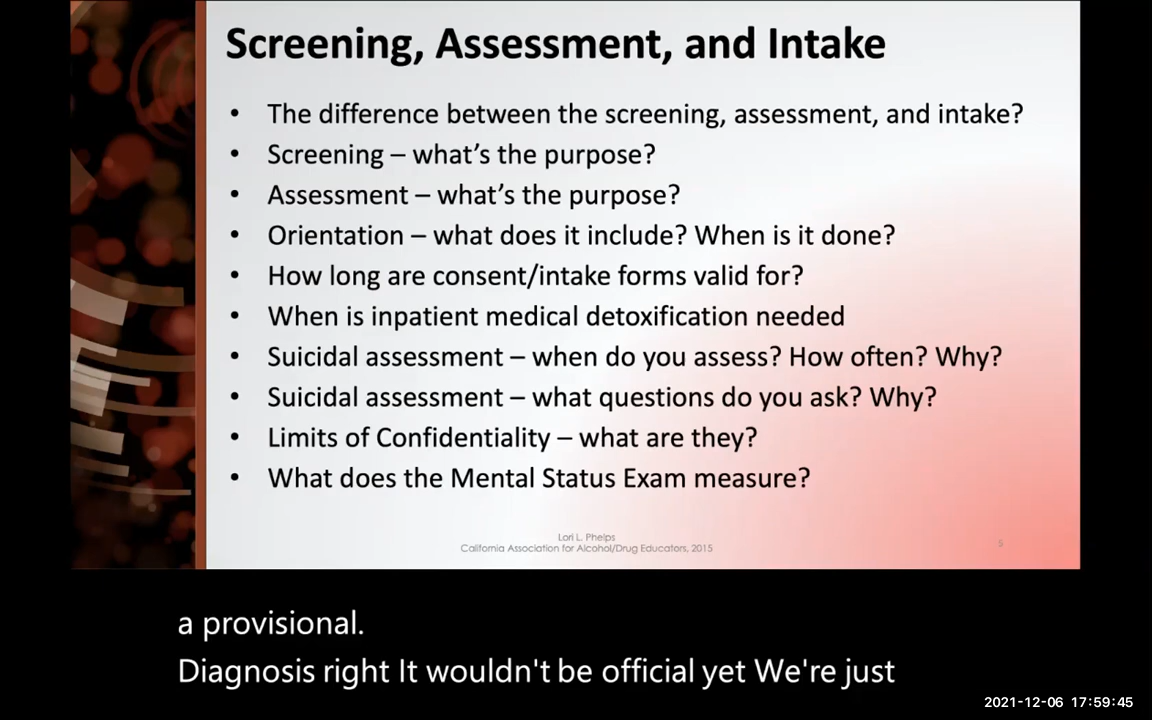 Screening, Assessment, and Intake
• The difference between the screening, assessment, and intake?
• Screening – what's the purpose?
• Assessment – what's the purpose?
• Orientation – what does it include? When is it done?
• How long are consent/intake forms valid for?
• When is inpatient medical detoxification needed
• Suicidal assessment – when do you assess? How often? Why?
• Suicidal assessment – what questions do you ask? Why?
• Limits of Confidentiality – what are they?
• What does the Mental Status Exam measure?
Lori L. Phelps
California Association for Alcohol/Drug Educators, 2015
5
a provisional.
Diagnosis right It wouldn't be official yet We're just
2021-12-06 17:59:45